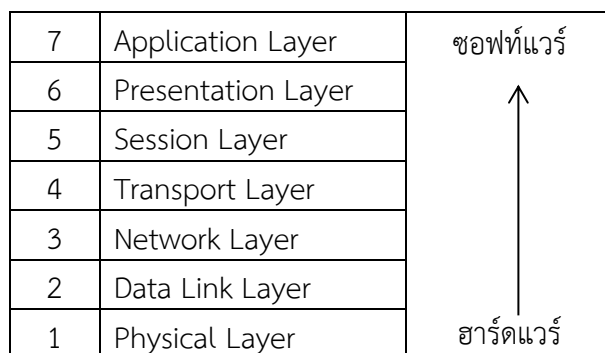 7 Application Layer ซอฟท์แวร์
6 Presentation Layer
5 Session Layer
4 Transport Layer
3 Network Layer
2 Data Link Layer
1 Physical Layer ฮาร์ดแวร์